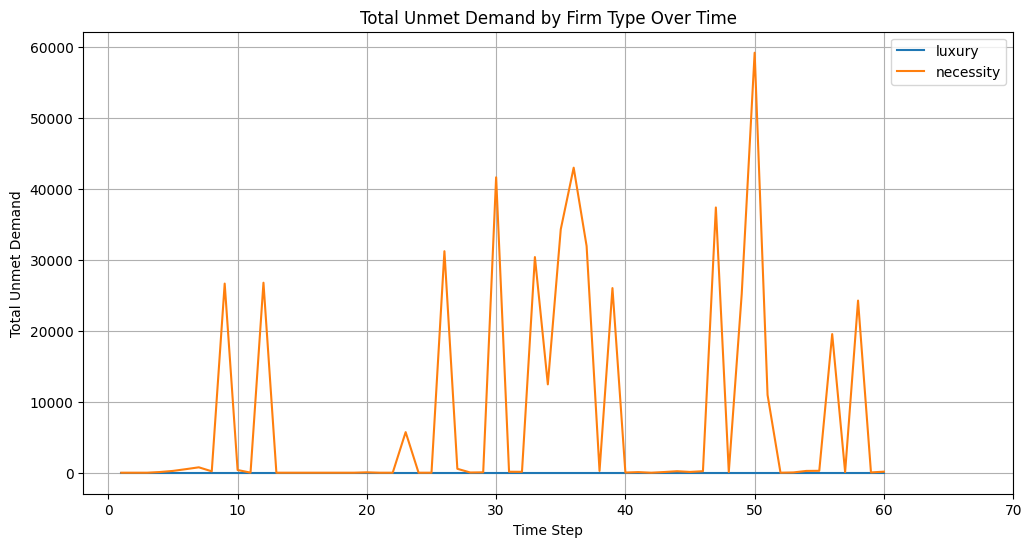 Total Unmet Demand by Firm Type Over Time
luxury
necessity
Total Unmet Demand
60000
50000
40000
30000
20000
10000
0
0 10 20 30 40 50 60 70
Time Step